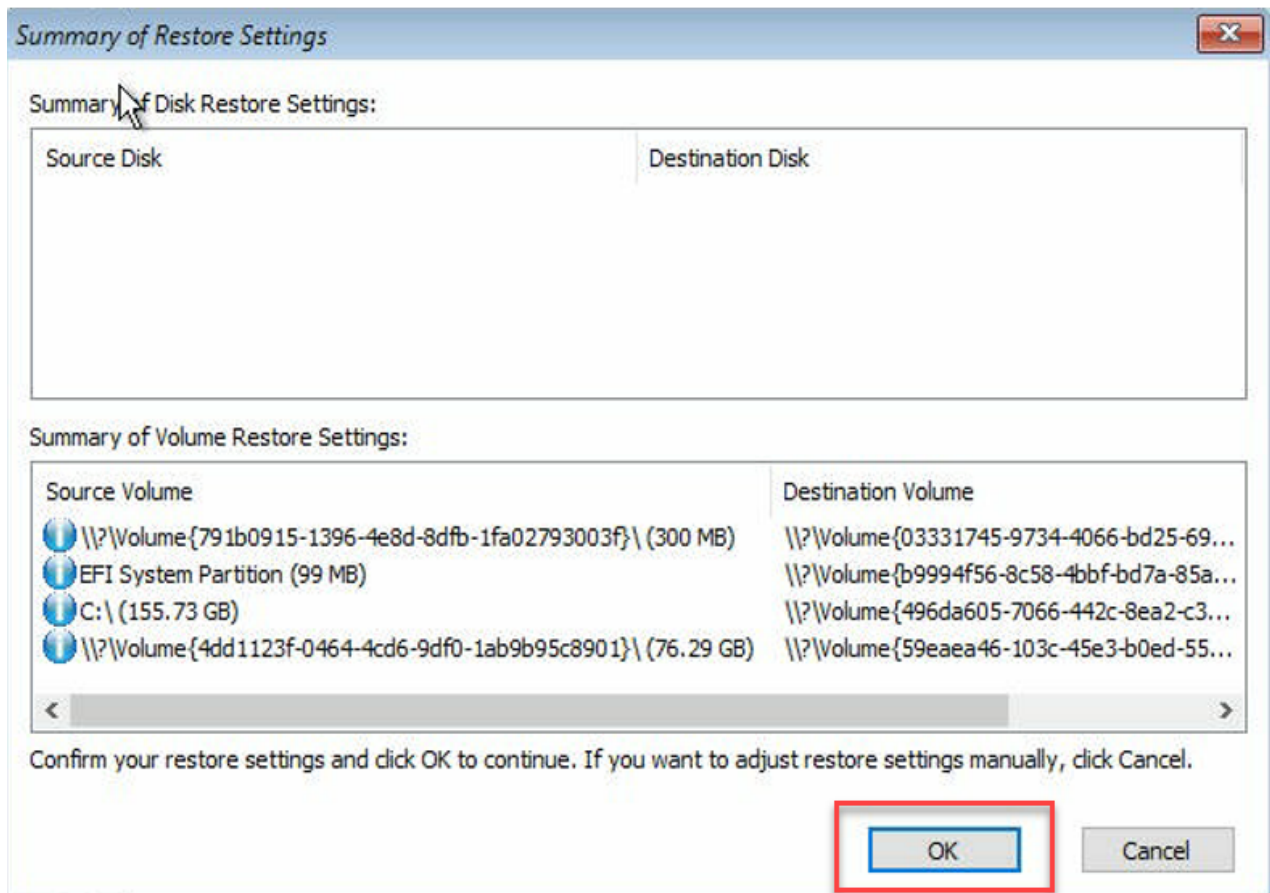 Summary of Restore Settings
Summary of Disk Restore Settings:
Source Disk Destination Disk
Summary of Volume Restore Settings:
Source Volume Destination Volume
\\?\Volume{791b0915-1396-4e8d-8dfb-1fa02793003f}\ (300 MB) \\?\Volume{03331745-9734-4066-bd25-69...
EFI System Partition (99 MB) \\?\Volume{b9994f56-8c58-4bbf-bd7a-85a...
C:\ (155.73 GB) \\?\Volume{496da605-7066-442c-8ea2-c3...
\\?\Volume{4dd1123f-0464-4cd6-9df0-1ab9b95c8901}\ (76.29 GB) \\?\Volume{59eaea46-103c-45e3-b0ed-55...
Confirm your restore settings and click OK to continue. If you want to adjust restore settings manually, click Cancel.
OK Cancel